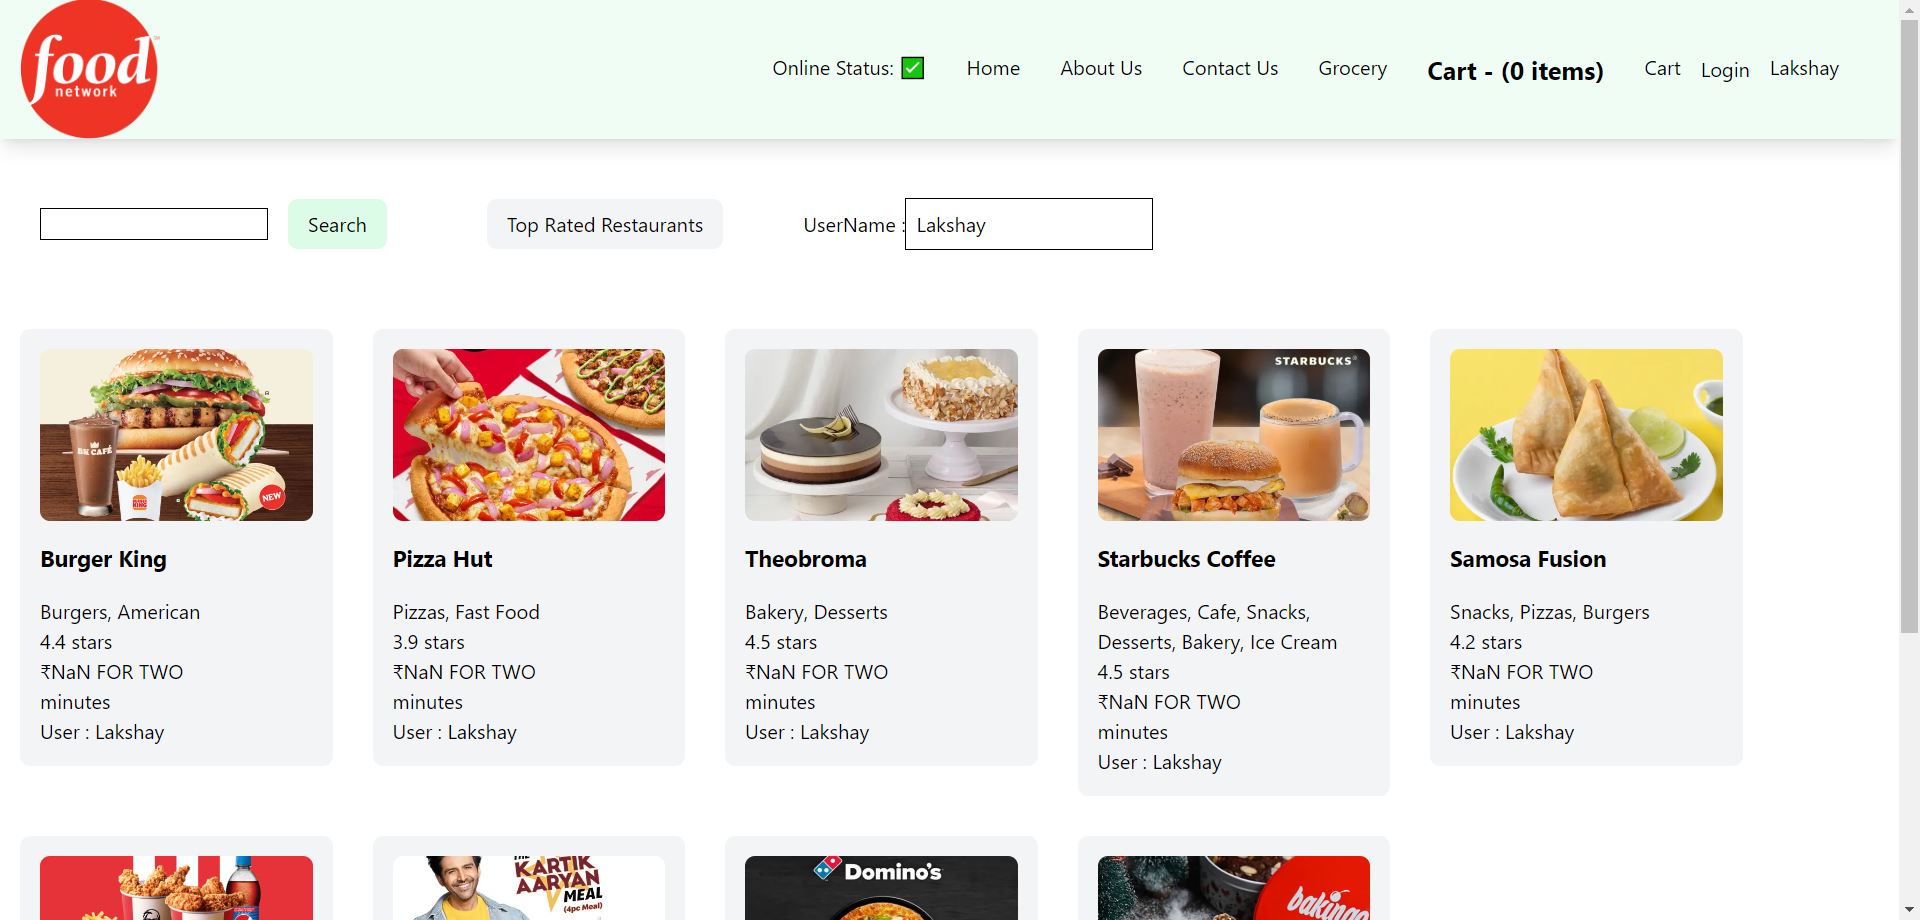 food
network
Online Status: ✅
Home
About Us
Contact Us
Grocery
Cart - (0 items)
Cart
Login
Lakshay
Search
Top Rated Restaurants
UserName :
Lakshay
BK CAFÉ
BURGER KING
NEW
STARBUCKS
Burger King
Burgers, American
4.4 stars
₹NaN FOR TWO
minutes
User : Lakshay
Pizza Hut
Pizzas, Fast Food
3.9 stars
₹NaN FOR TWO
minutes
User : Lakshay
Theobroma
Bakery, Desserts
4.5 stars
₹NaN FOR TWO
minutes
User : Lakshay
Starbucks Coffee
Beverages, Cafe, Snacks,
Desserts, Bakery, Ice Cream
4.5 stars
₹NaN FOR TWO
minutes
User : Lakshay
Samosa Fusion
Snacks, Pizzas, Burgers
4.2 stars
₹NaN FOR TWO
minutes
User : Lakshay
THE
KARTIK
AARYAN
MEAL
(4pc Meal)
Domino's
bakingo